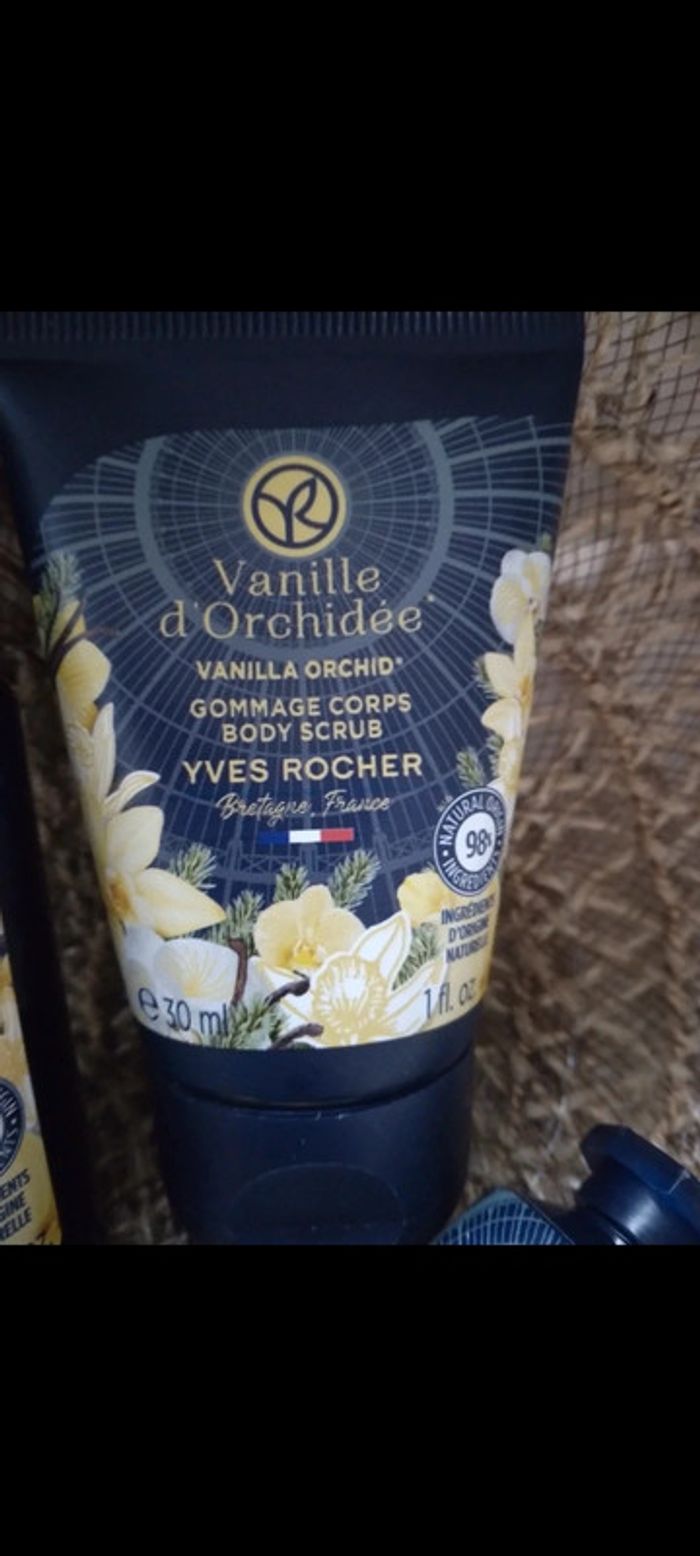 Vanille
d'Orchidée*
VANILLA ORCHID*
GOMMAGE CORPS
BODY SCRUB
YVES ROCHER
Bretagne, France
NATURAL ORIGIN
98%
INGREDIENTS
INGRÉDIENTS
D'ORIGINE
NATURELLE
e 30 ml
1 fl. oz